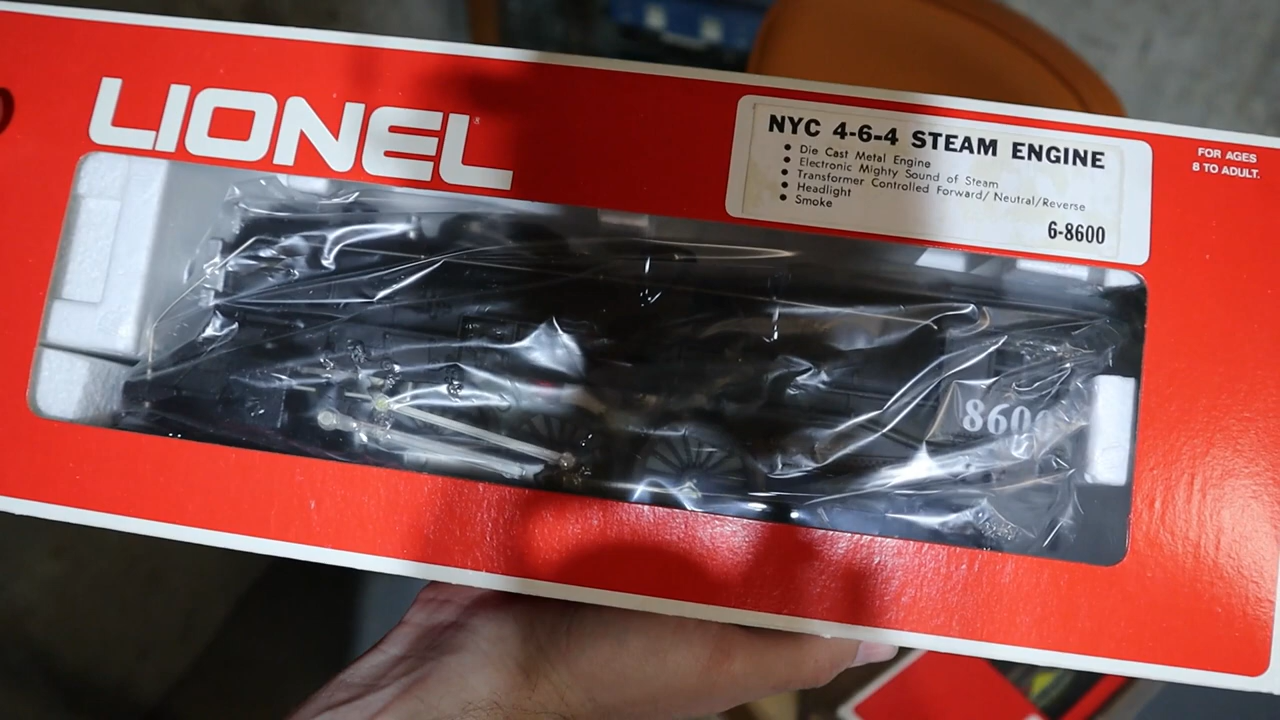 LIONEL
NYC 4-6-4 STEAM ENGINE
• Die Cast Metal Engine
• Electronic Mighty Sound of Steam
• Transformer Controlled Forward/ Neutral/Reverse
• Headlight
• Smoke
6-8600
FOR AGES
8 TO ADULT.
8600